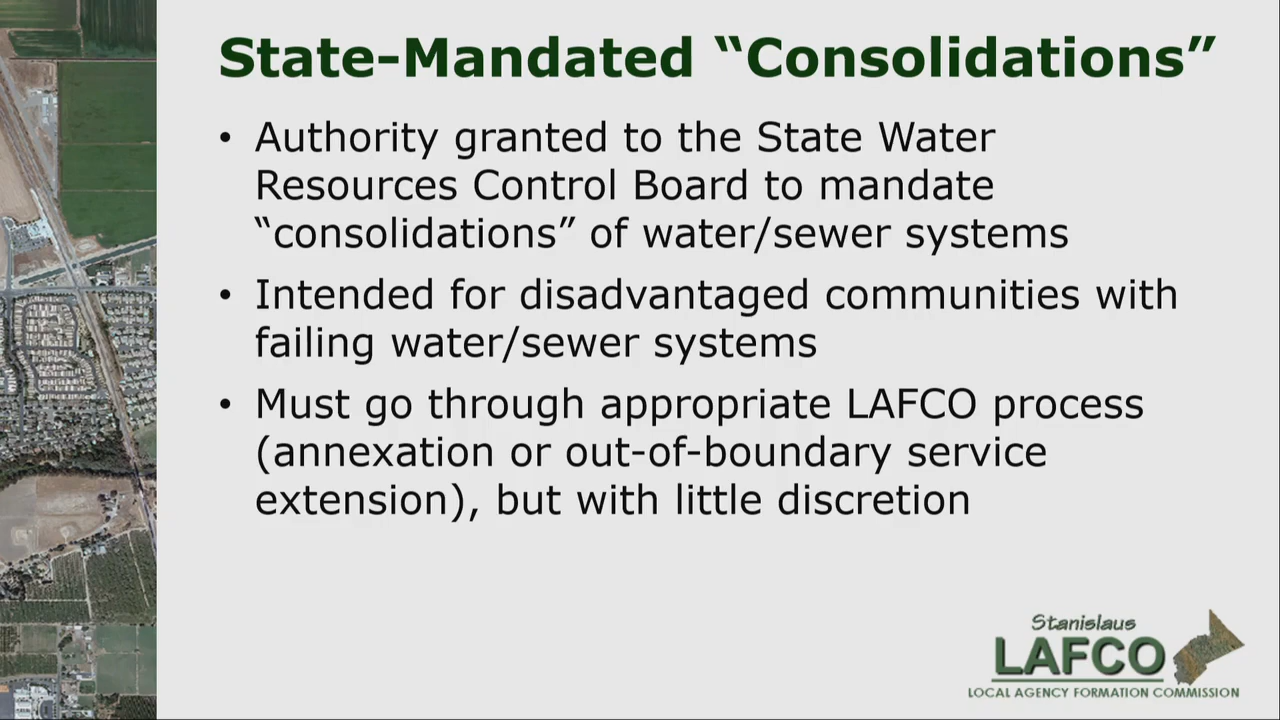 State-Mandated “Consolidations”
• Authority granted to the State Water
Resources Control Board to mandate
“consolidations” of water/sewer systems
• Intended for disadvantaged communities with
failing water/sewer systems
• Must go through appropriate LAFCO process
(annexation or out-of-boundary service
extension), but with little discretion
Stanislaus
LAFCO
LOCAL AGENCY FORMATION COMMISSION